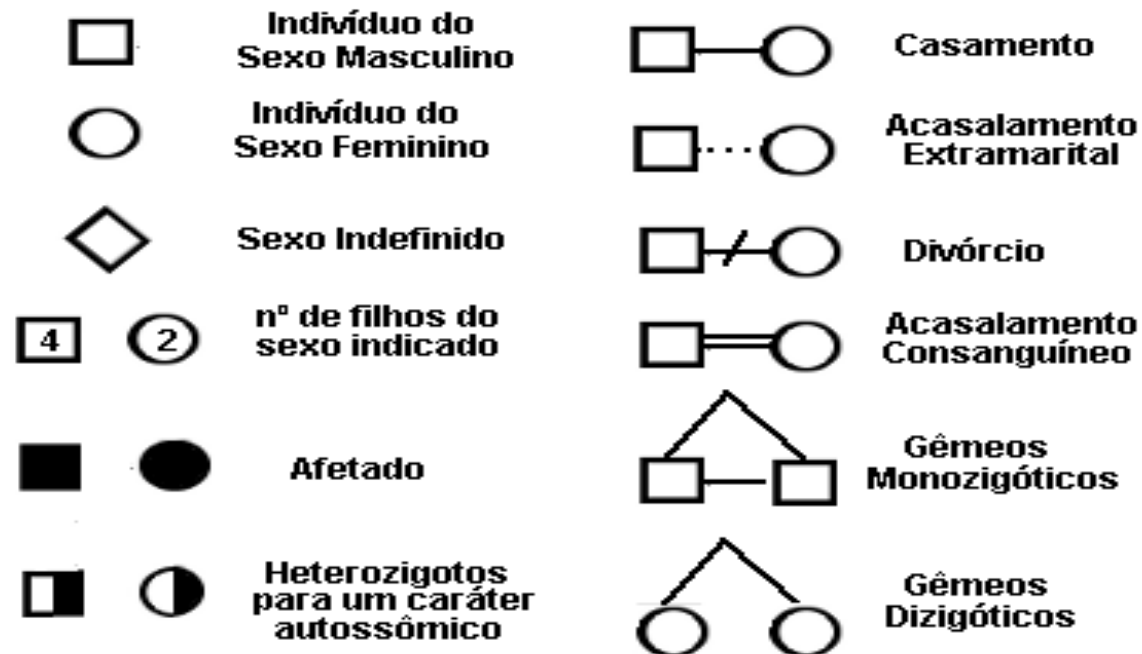 Indivíduo do
Sexo Masculino
Indivíduo do
Sexo Feminino
Sexo Indefinido
4
2
nº de filhos do
sexo indicado
Afetado
Heterozigotos
para um caráter
autossômico
Casamento
Acasalamento
Extramarital
Divórcio
Acasalamento
Consanguíneo
Gêmeos
Monozigóticos
Gêmeos
Dizigóticos